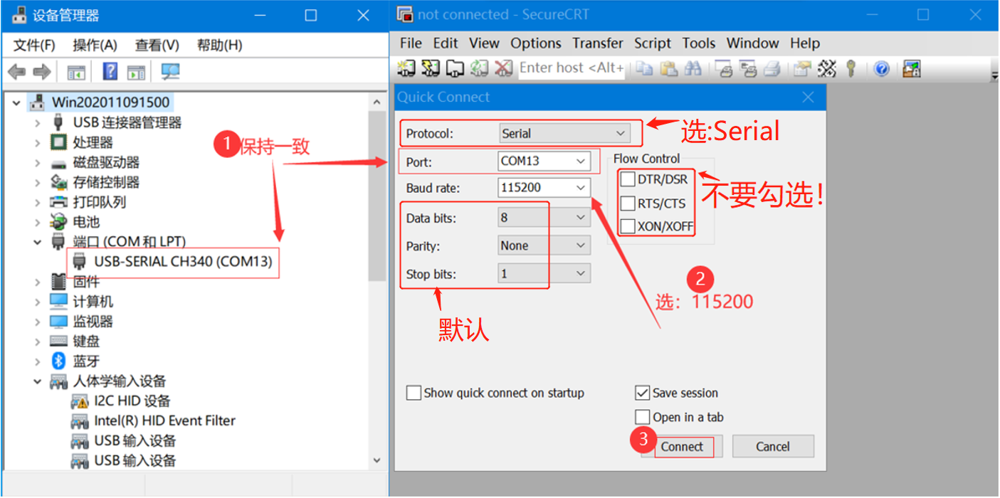 设备管理器
文件(F) 操作(A) 查看(V) 帮助(H)
Win202011091500
USB 连接器管理器
处理器
磁盘驱动器
存储控制器
打印队列
电池
端口 (COM 和 LPT)
USB-SERIAL CH340 (COM13)
固件
计算机
监视器
键盘
蓝牙
人体学输入设备
I2C HID 设备
Intel(R) HID Event Filter
USB 输入设备
USB 输入设备
1 保持一致
not connected - SecureCRT
File Edit View Options Transfer Script Tools Window Help
Enter host <Alt+
Quick Connect
Protocol: Serial
选:Serial
Port: COM13
Baud rate: 115200
Data bits: 8
Parity: None
Stop bits: 1
默认
Flow Control
DTR/DSR
RTS/CTS
XON/XOFF
不要勾选!
2
选：115200
Show quick connect on startup
Save session
Open in a tab
3
Connect Cancel